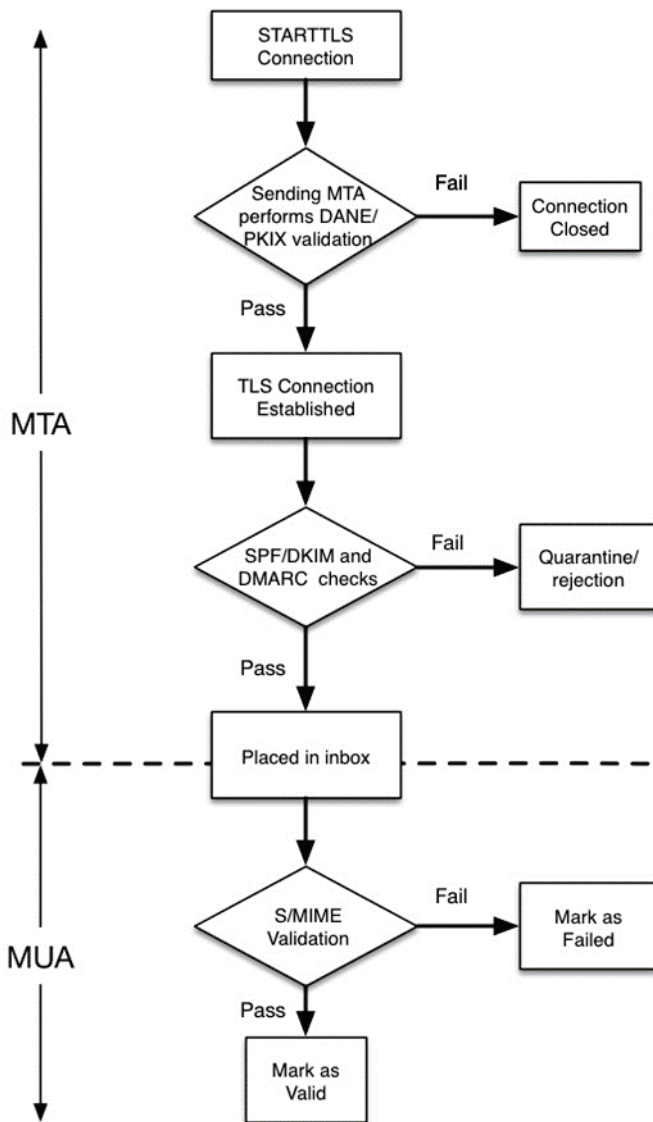 STARTTLS
Connection
Sending MTA
performs DANE/
PKIX validation
Fail
Connection
Closed
Pass
TLS Connection
Established
MTA
SPF/DKIM and
DMARC checks
Fail
Quarantine/
rejection
Pass
Placed in inbox
S/MIME
Validation
Fail
Mark as
Failed
MUA
Pass
Mark as
Valid